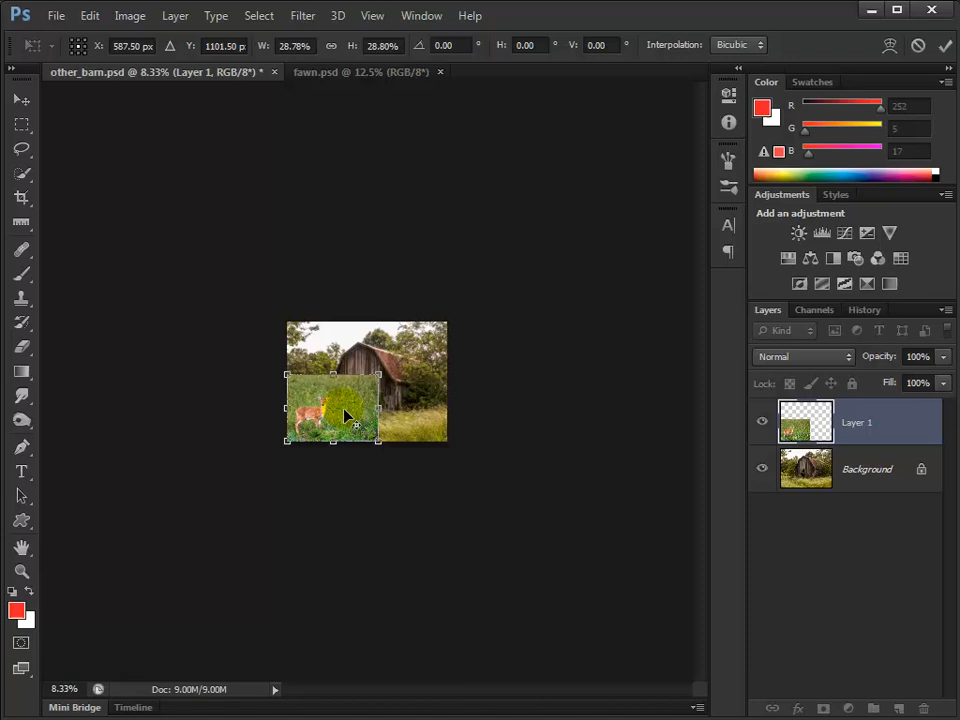 Ps File Edit Image Layer Type Select Filter 3D View Window Help
X: 587.50 px Y: 1101.50 p: W: 28.78% H: 28.80% 0.00 ° H: 0.00 ° V: 0.00 ° Interpolation: Bicubic
other_barn.psd @ 8.33% (Layer 1, RGB/8*) * × fawn.psd @ 12.5% (RGB/8*) ×
Color Swatches
R 252
G 5
B 17
Adjustments Styles
Add an adjustment
Layers Channels History
Kind
Normal Opacity: 100%
Lock: Fill: 100%
Layer 1
Background
8.33% Doc: 9.00M/9.00M
Mini Bridge Timeline